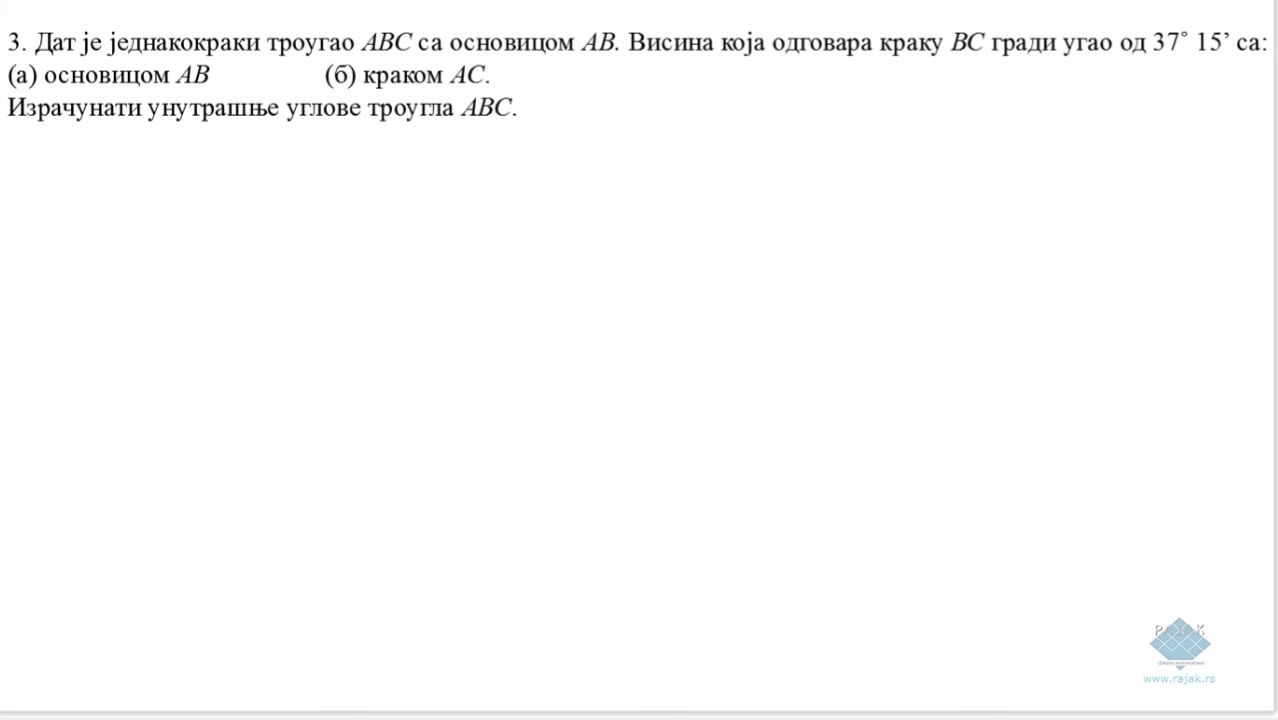 3. Дат је једнакокраки троугао ABC са основицом AB. Висина која одговара краку BC гради угао од 37˚ 15’ са:
(а) основицом AB (б) краком AC.
Израчунати унутрашње углове троугла ABC.
РАЈАК
www.rajak.rs